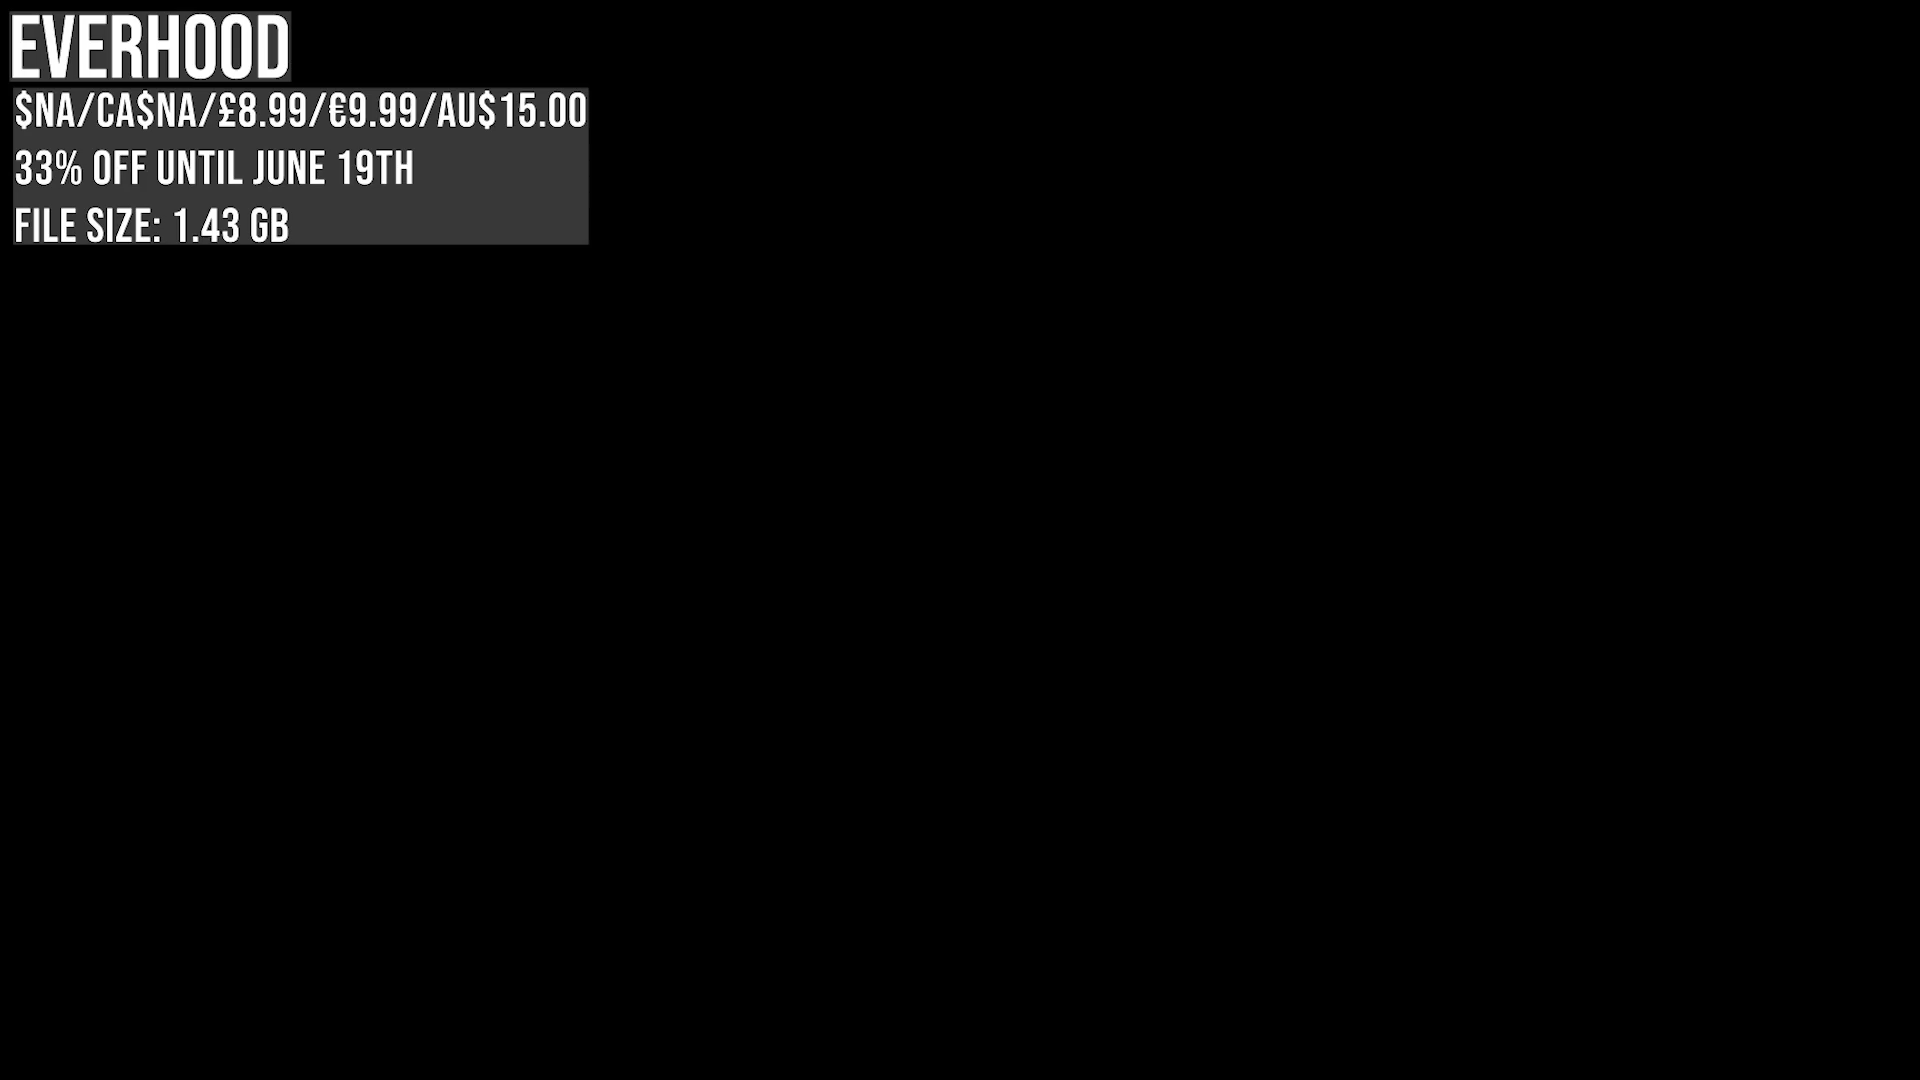 EVERHOOD
$NA/CA$NA/£8.99/€9.99/AU$15.00
33% OFF UNTIL JUNE 19TH
FILE SIZE: 1.43 GB